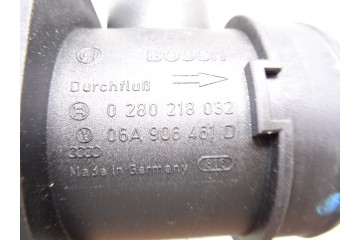 BOSCH
Durchfluß
0 280 218 032
06A 906 461 D
Made in Germany